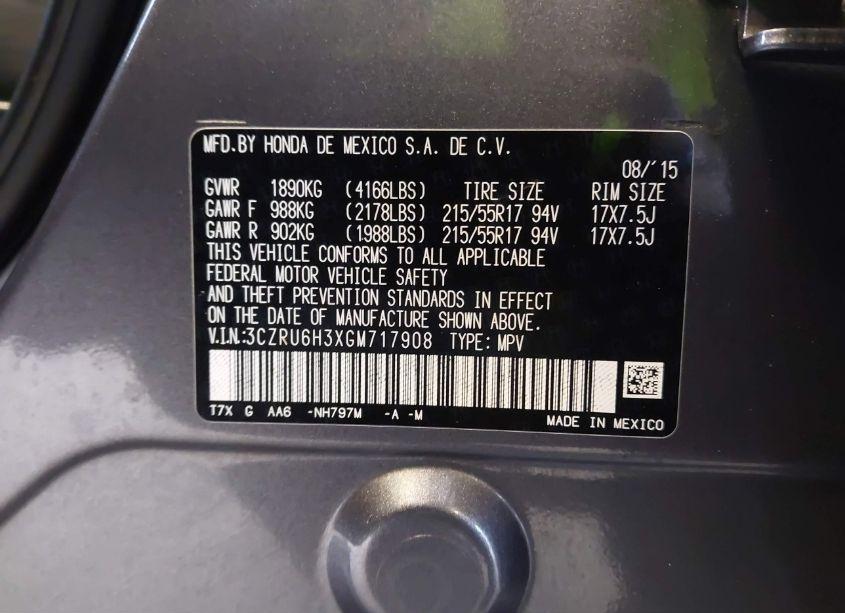 MFD.BY HONDA DE MEXICO S.A. DE C.V.
08/'15
GVWR 1890KG (4166LBS) TIRE SIZE RIM SIZE
GAWR F 988KG (2178LBS) 215/55R17 94V 17X7.5J
GAWR R 902KG (1988LBS) 215/55R17 94V 17X7.5J
THIS VEHICLE CONFORMS TO ALL APPLICABLE
FEDERAL MOTOR VEHICLE SAFETY
AND THEFT PREVENTION STANDARDS IN EFFECT
ON THE DATE OF MANUFACTURE SHOWN ABOVE.
V.I.N:3CZRU6H3XGM717908 TYPE: MPV
T7X G AA6 -NH797M -A -M
MADE IN MEXICO